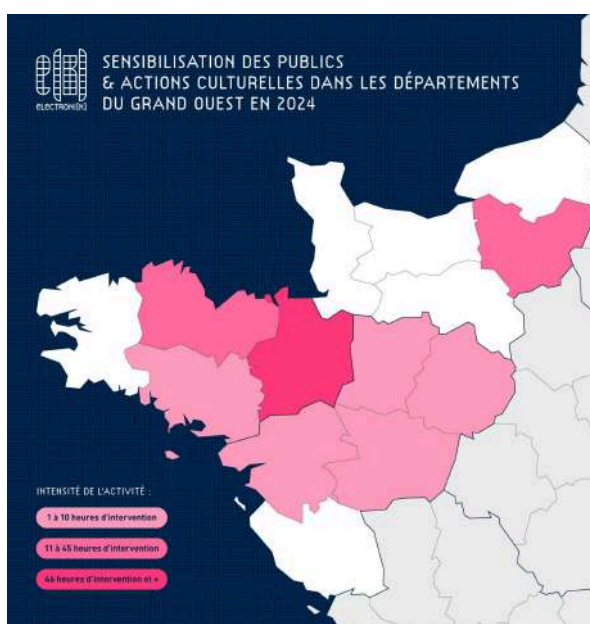 SENSIBILISATION DES PUBLICS
& ACTIONS CULTURELLES DANS LES DÉPARTEMENTS
DU GRAND OUEST EN 2024
ELECTRONI[K]
INTENSITÉ DE L'ACTIVITÉ :
1 à 10 heures d'intervention
11 à 45 heures d'intervention
46 heures d'intervention et +